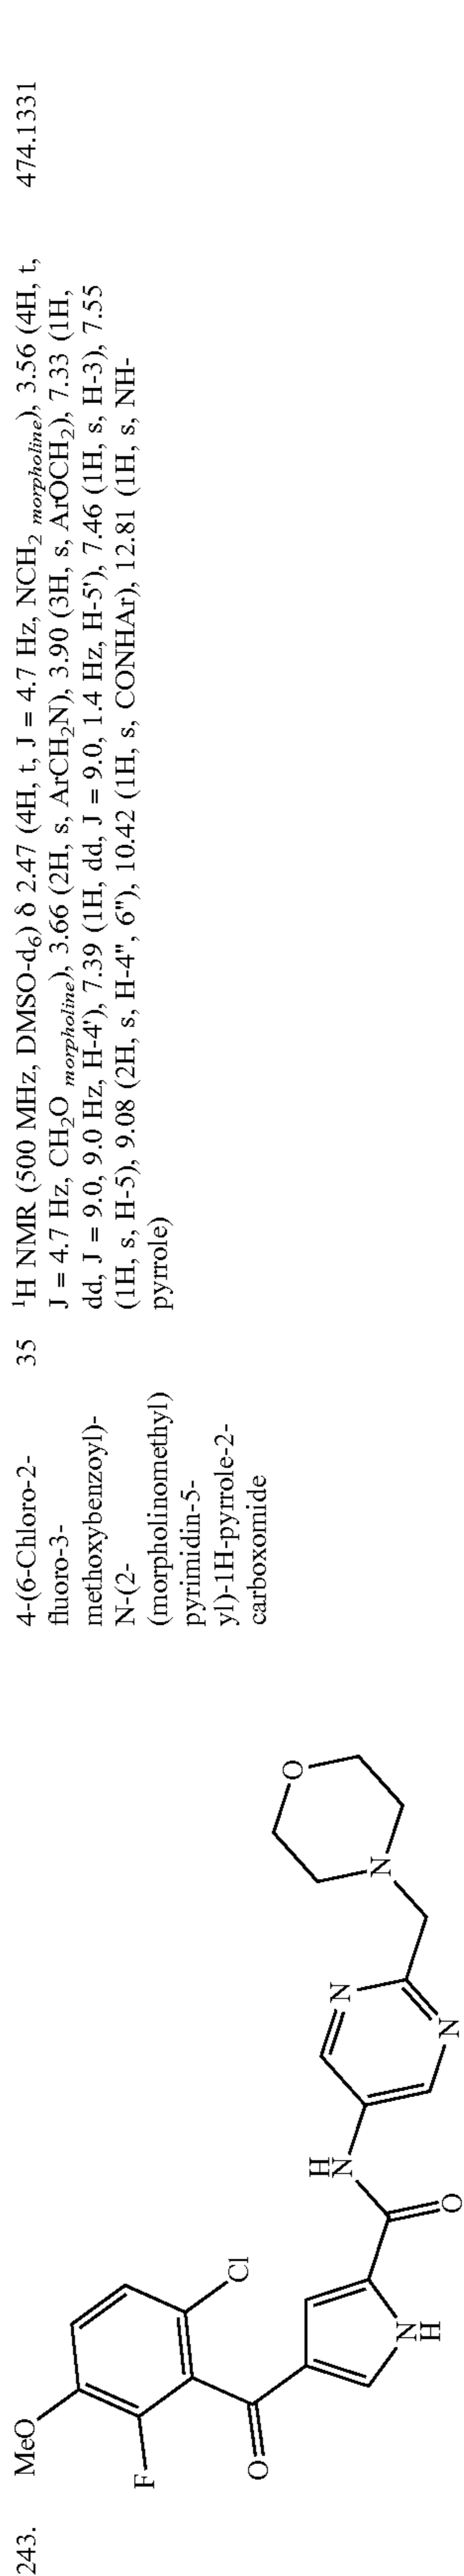 243.
MeO
F
O
Cl
N
H
O
H
N
N
N
N
O
4-(6-Chloro-2-
fluoro-3-
methoxybenzoyl)-
N-(2-
(morpholinomethyl)
pyrimidin-5-
yl)-1H-pyrrole-2-
carboxomide
35
¹H NMR (500 MHz, DMSO-d₆) δ 2.47 (4H, t, J = 4.7 Hz, NCH₂ morpholine), 3.56 (4H, t,
J = 4.7 Hz, CH₂O morpholine), 3.66 (2H, s, ArCH₂N), 3.90 (3H, s, ArOCH₂), 7.33 (1H,
dd, J = 9.0, 9.0 Hz, H-4'), 7.39 (1H, dd, J = 9.0, 1.4 Hz, H-5'), 7.46 (1H, s, H-3), 7.55
(1H, s, H-5), 9.08 (2H, s, H-4", 6"), 10.42 (1H, s, CONHAr), 12.81 (1H, s, NH-
pyrrole)
474.1331